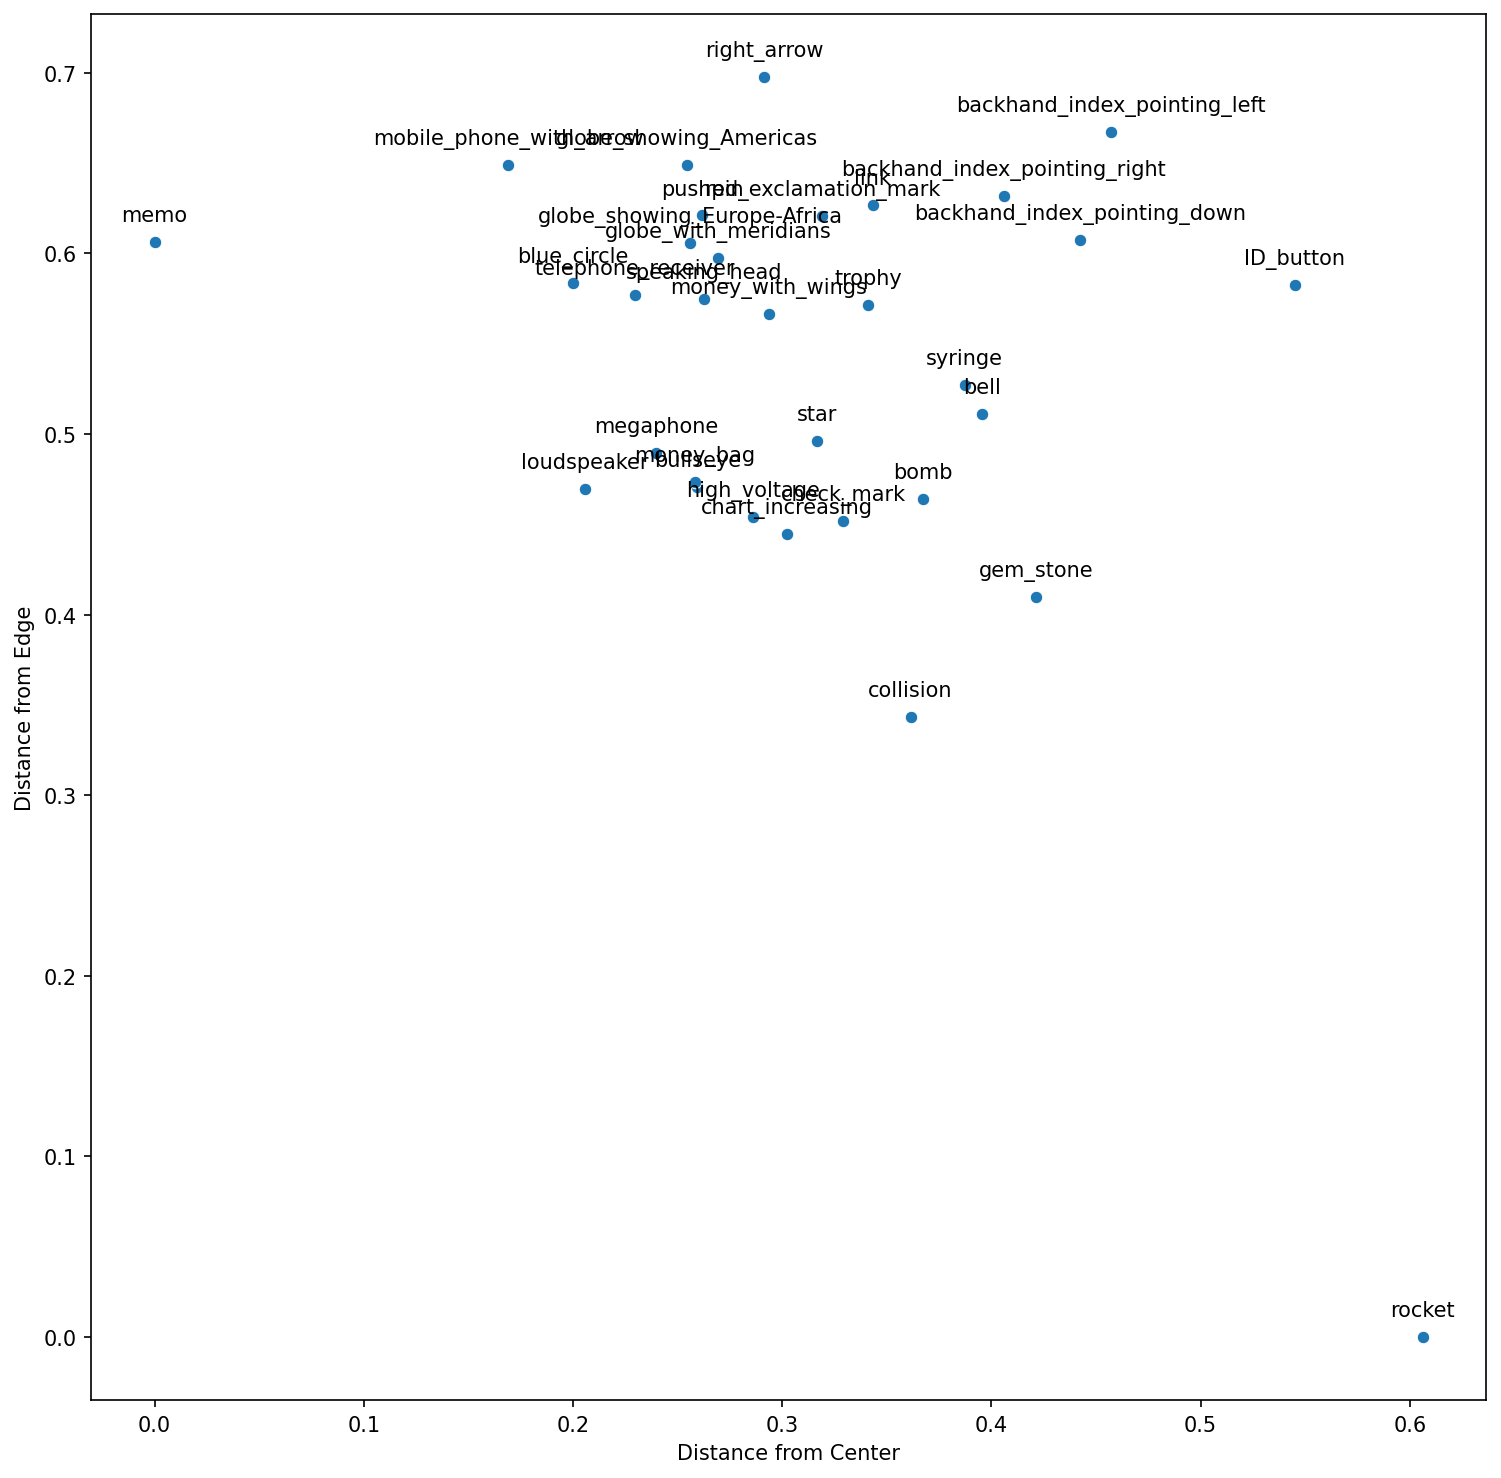 right_arrow
backhand_index_pointing_left
mobile_phone_with_arrow
globe_showing_Americas
backhand_index_pointing_right
link
pushpin
red_exclamation_mark
memo
globe_showing_Europe-Africa
backhand_index_pointing_down
globe_with_meridians
blue_circle
ID_button
telephone_receiver
speaking_head
trophy
money_with_wings
syringe
bell
star
megaphone
money_bag
loudspeaker
bullseye
bomb
high_voltage
check_mark
chart_increasing
gem_stone
collision
rocket
0.7
0.6
0.5
0.4
0.3
0.2
0.1
0.0
Distance from Edge
0.0 0.1 0.2 0.3 0.4 0.5 0.6
Distance from Center